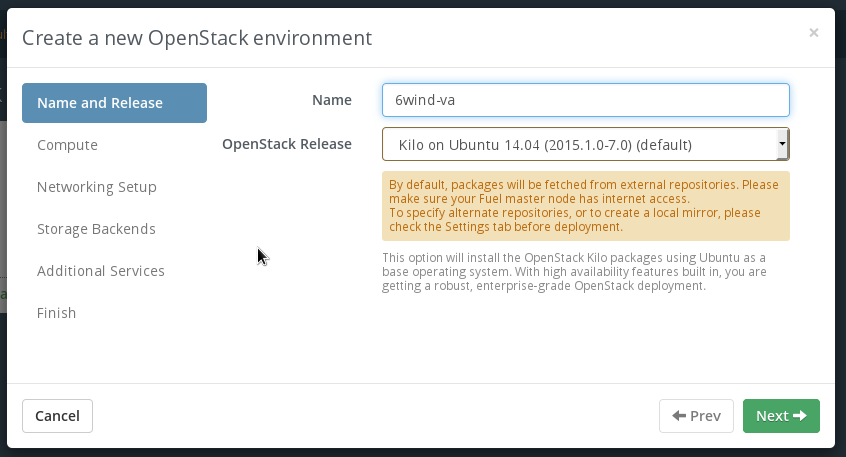 Create a new OpenStack environment
×
Name and Release
Compute
Networking Setup
Storage Backends
Additional Services
Finish
Name
6wind-va
OpenStack Release
Kilo on Ubuntu 14.04 (2015.1.0-7.0) (default)
By default, packages will be fetched from external repositories. Please
make sure your Fuel master node has internet access.
To specify alternate repositories, or to create a local mirror, please
check the Settings tab before deployment.
This option will install the OpenStack Kilo packages using Ubuntu as a
base operating system. With high availability features built in, you are
getting a robust, enterprise-grade OpenStack deployment.
Cancel
Prev
Next